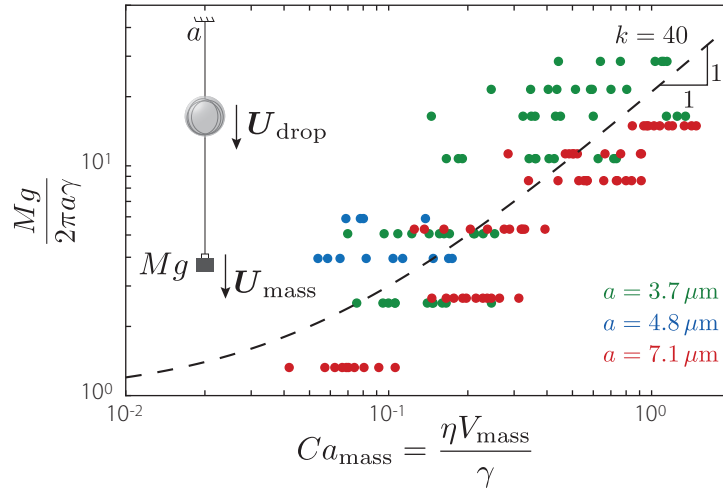 a
k = 40
1
1
U_drop
10^1
Mg / 2πaγ
Mg
U_mass
a = 3.7 μm
a = 4.8 μm
a = 7.1 μm
10^0
10^-2 10^-1 10^0
Ca_mass = ηV_mass / γ